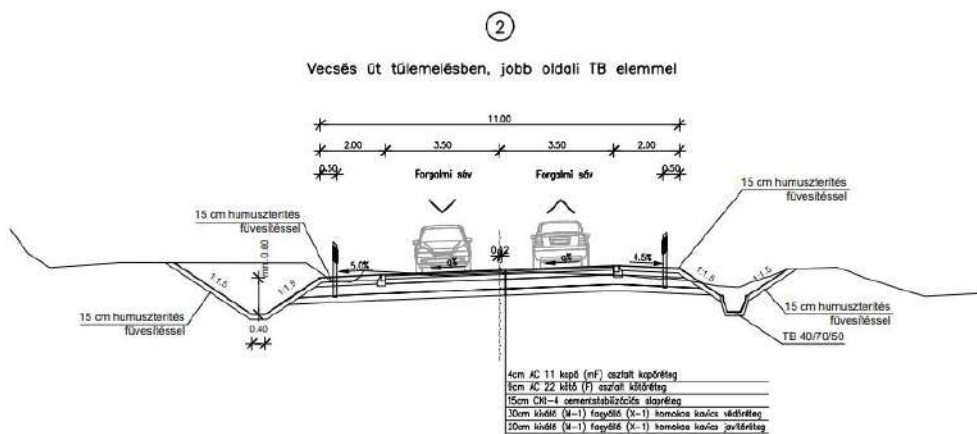 2
Vecsés út túlemelésben, jobb oldali TB elemmel
11.00
2.00 3.50 3.50 2.00
0.50 Forgalmi sáv Forgalmi sáv 0.50
15 cm humuszterítés
füvesítéssel
15 cm humuszterítés
füvesítéssel
5.0% q% q% 4.5%
min. 0.60
1:1.5 1:1.5 1:1.5 1:1.5
15 cm humuszterítés
füvesítéssel
15 cm humuszterítés
füvesítéssel
0.40
TB 40/70/50
4cm AC 11 kopó (mF) aszfalt kopóréteg
9cm AC 22 kötő (F) aszfalt kötőréteg
15cm CKt-4 cementstabilizációs alapréteg
30cm kiváló (M-1) fagyálló (X-1) homokos kavics védőréteg
20cm kiváló (M-1) fagyálló (X-1) homokos kavics javítóréteg